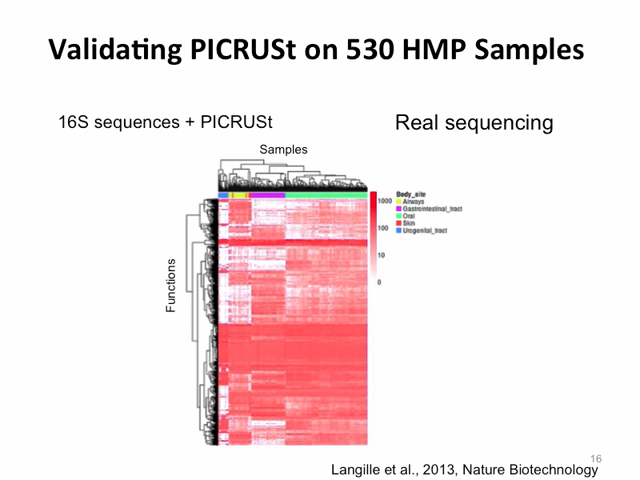 Validating PICRUSt on 530 HMP Samples
16S sequences + PICRUSt
Real sequencing
Samples
Functions
1000
100
10
0
Body_site
Airways
Gastrointestinal_tract
Oral
Skin
Urogenital_tract
16
Langille et al., 2013, Nature Biotechnology